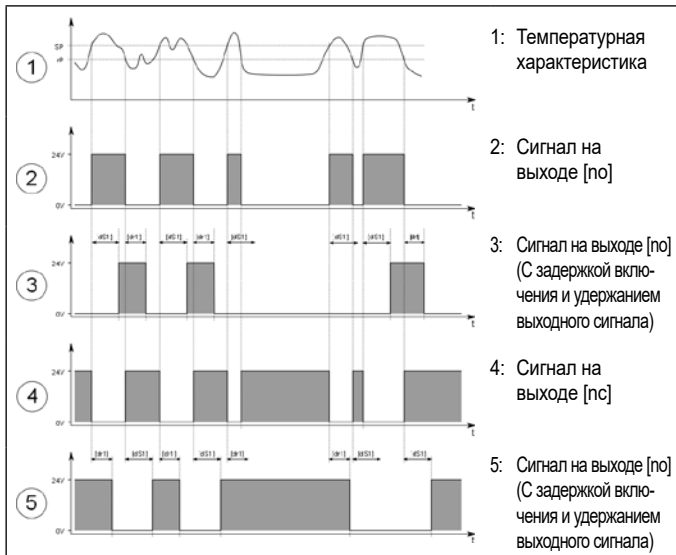 SP
rP
1
t
1: Температурная
характеристика
24V
0V
2
t
2: Сигнал на
выходе [no]
[dS1] [dr1] [dS1] [dr1] [dS1] [dS1] [dS1] [dr1]
24V
0V
3
t
3: Сигнал на выходе [no]
(С задержкой вклю-
чения и удержанием
выходного сигнала)
24V
0V
4
t
4: Сигнал на
выходе [nc]
[dr1] [dS1] [dr1] [dS1] [dr1] [dr1] [dS1] [dS1]
24V
0V
5
t
5: Сигнал на выходе [no]
(С задержкой вклю-
чения и удержанием
выходного сигнала)